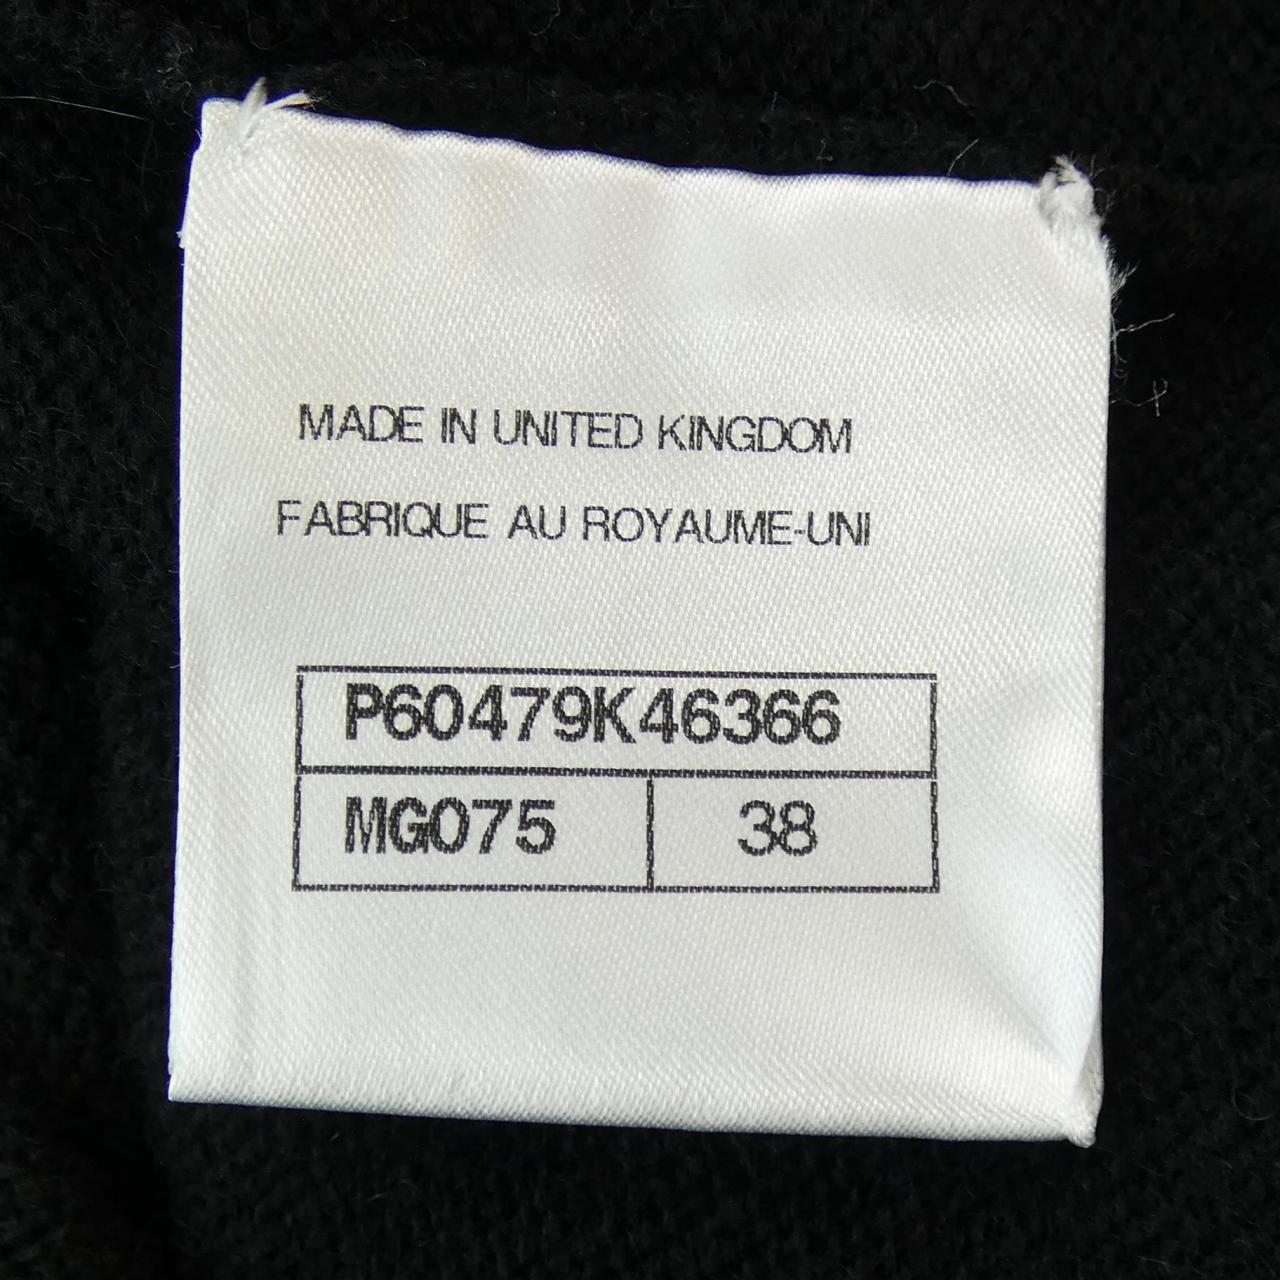 MADE IN UNITED KINGDOM
FABRIQUE AU ROYAUME-UNI
P60479K46366
MG075 38